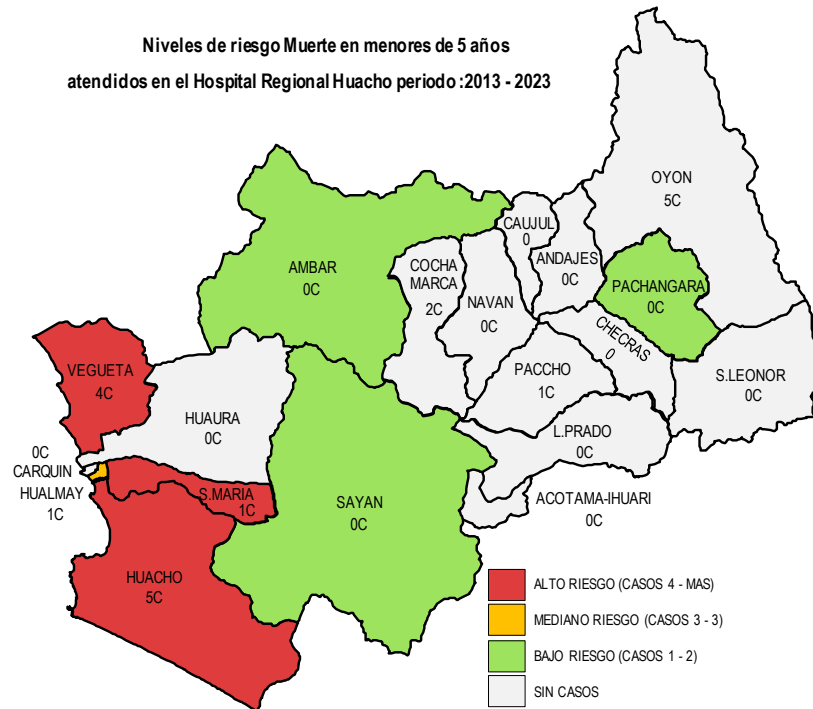 Niveles de riesgo Muerte en menores de 5 años
atendidos en el Hospital Regional Huacho periodo :2013 - 2023
OYON
5C
CAUJUL
0
ANDAJES
0C
AMBAR
0C
COCHA
MARCA
2C
NAVAN
0C
PACHANGARA
0C
CHECRAS
0
VEGUETA
4C
PACCHO
1C
S.LEONOR
0C
HUAURA
0C
L.PRADO
0C
0C
CARQUIN
HUALMAY
1C
S.MARIA
1C
SAYAN
0C
ACOTAMA-IHUARI
0C
HUACHO
5C
ALTO RIESGO (CASOS 4 - MAS)
MEDIANO RIESGO (CASOS 3 - 3)
BAJO RIESGO (CASOS 1 - 2)
SIN CASOS